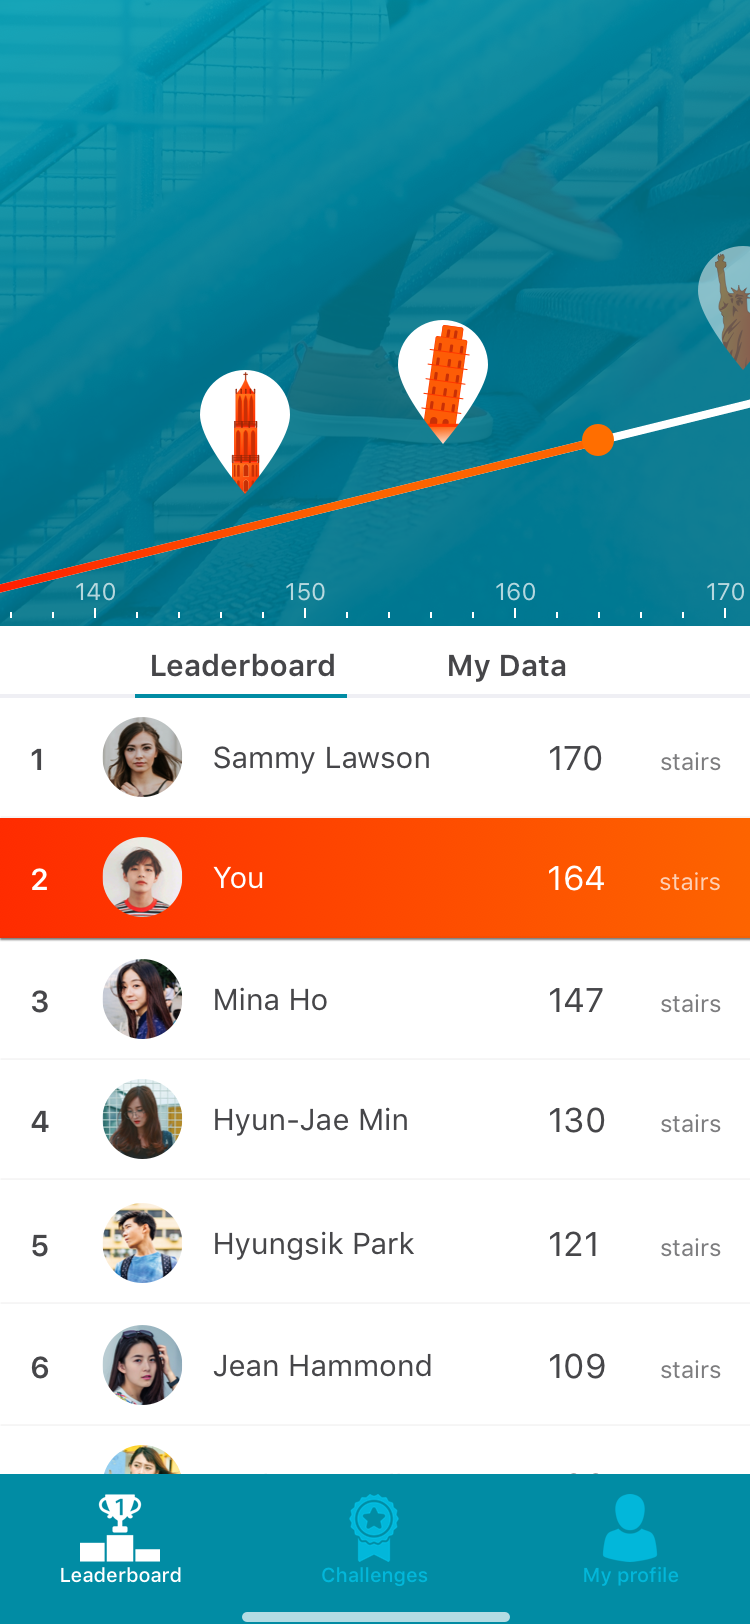 140 150 160 170
Leaderboard My Data
1 Sammy Lawson 170 stairs
2 You 164 stairs
3 Mina Ho 147 stairs
4 Hyun-Jae Min 130 stairs
5 Hyungsik Park 121 stairs
6 Jean Hammond 109 stairs
1
Leaderboard Challenges My profile